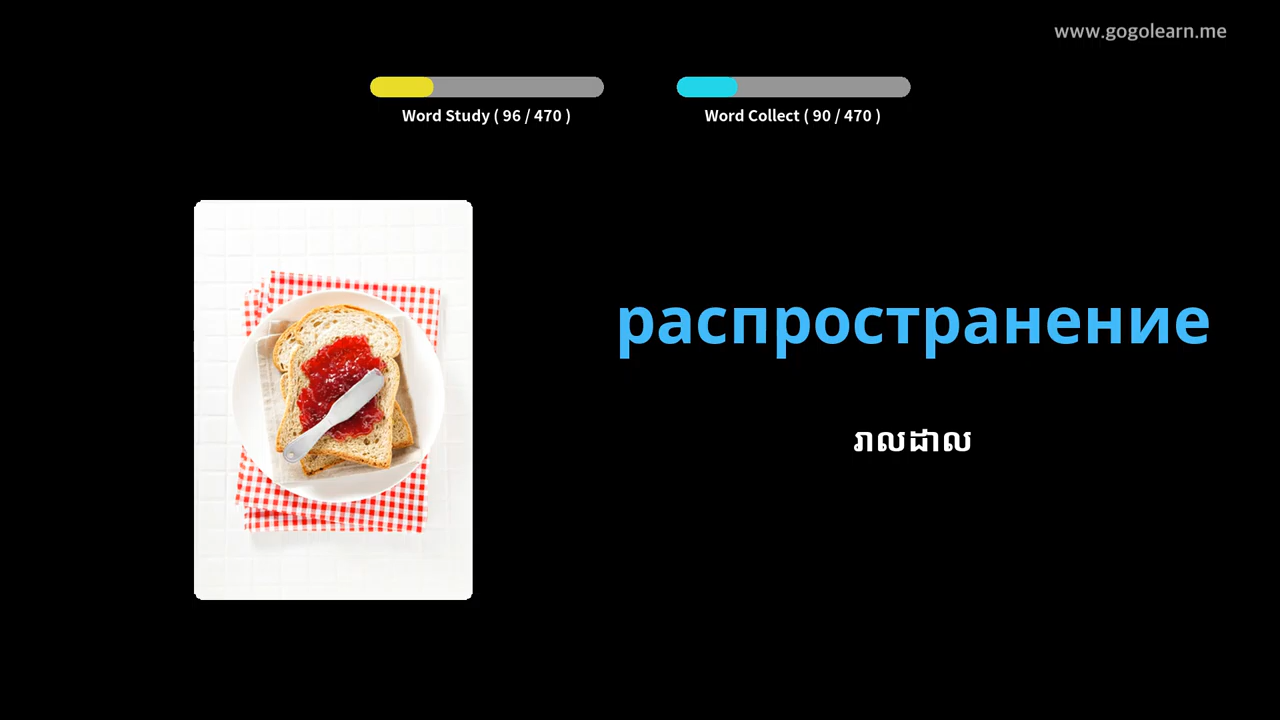 www.gogolearn.me
Word Study ( 96 / 470 )
Word Collect ( 90 / 470 )
распространение
រាលដាល